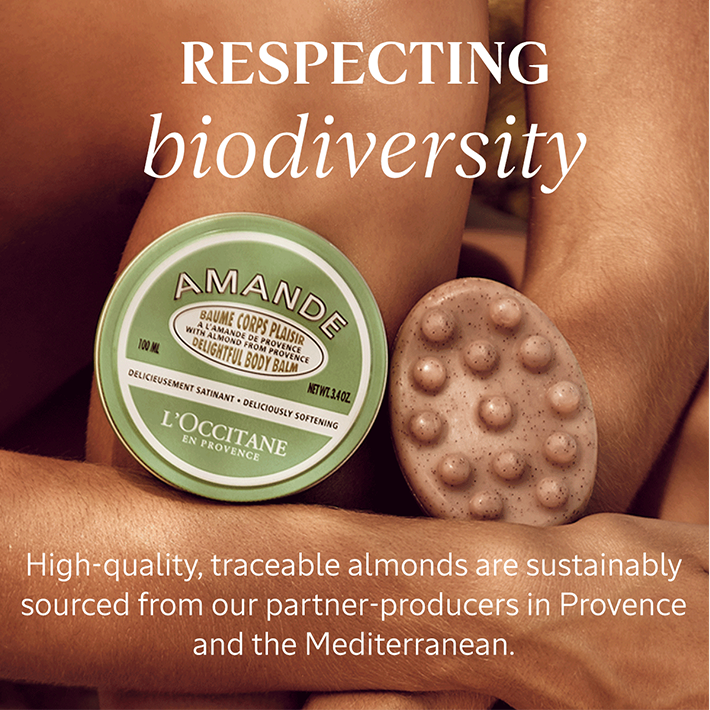 RESPECTING
biodiversity
AMANDE
BAUME CORPS PLAISIR
A L'AMANDE DE PROVENCE
WITH ALMOND FROM PROVENCE
DELIGHTFUL BODY BALM
100 ML
NET WT. 3.4 OZ.
DELICIEUSEMENT SATINANT • DELICIOUSLY SOFTENING
L'OCCITANE
EN PROVENCE
High-quality, traceable almonds are sustainably
sourced from our partner-producers in Provence
and the Mediterranean.